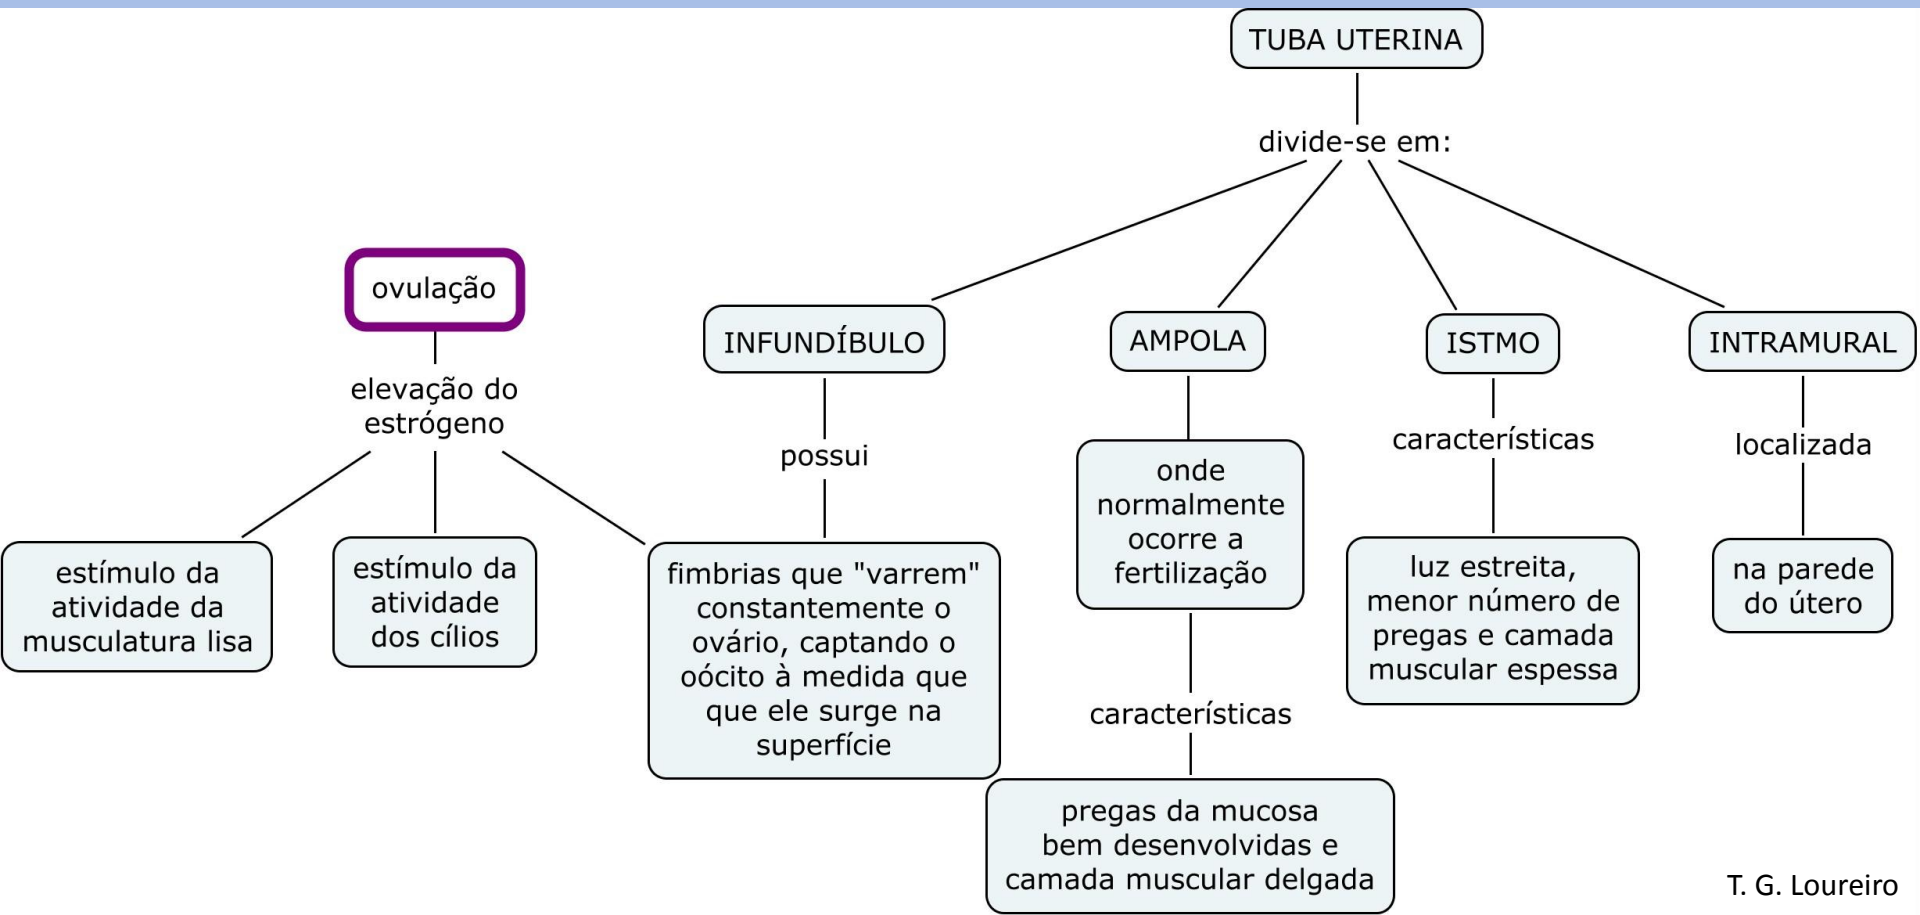 TUBA UTERINA
divide-se em:
ovulação
elevação do
estrógeno
estímulo da
atividade da
musculatura lisa
estímulo da
atividade
dos cílios
INFUNDÍBULO
possui
fimbrias que "varrem"
constantemente o
ovário, captando o
oócito à medida que
que ele surge na
superfície
AMPOLA
onde
normalmente
ocorre a
fertilização
características
pregas da mucosa
bem desenvolvidas e
camada muscular delgada
ISTMO
características
luz estreita,
menor número de
pregas e camada
muscular espessa
INTRAMURAL
localizada
na parede
do útero
T. G. Loureiro